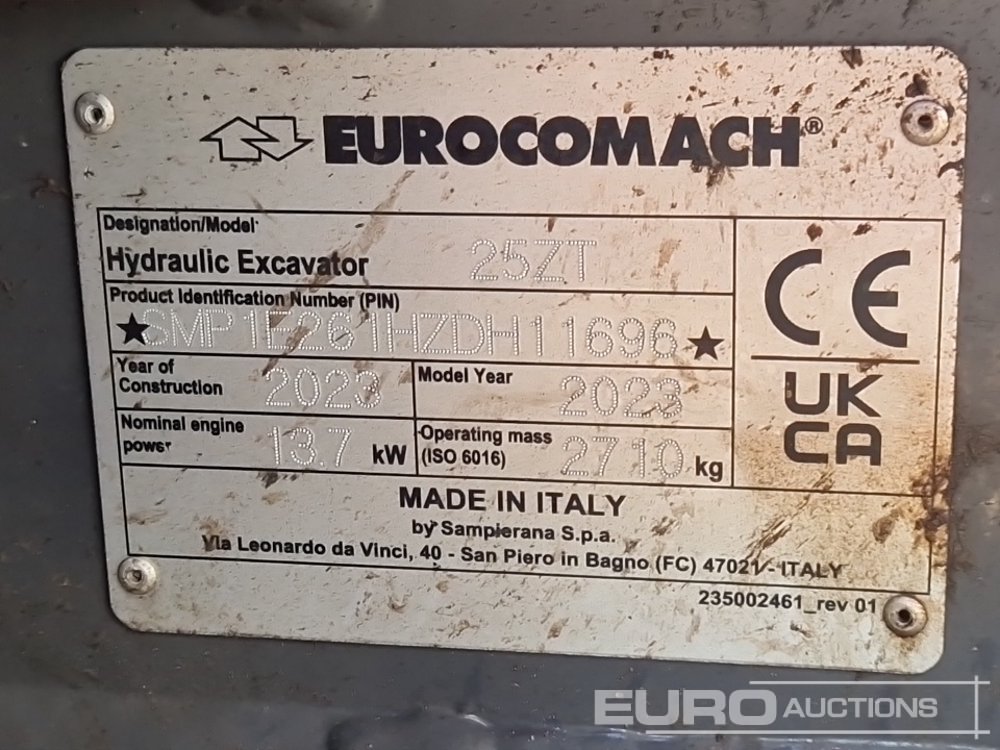 EUROCOMACH®
Designation/Model
Hydraulic Excavator 25ZT
Product Identification Number (PIN)
★SMP1E261HZDH11696★
Year of Construction 2023 Model Year 2023
Nominal engine power 13.7 kW Operating mass (ISO 6016) 2710 kg
CE
UK
CA
MADE IN ITALY
by Sampierana S.p.a.
Via Leonardo da Vinci, 40 - San Piero in Bagno (FC) 47021 - ITALY
235002461_rev 01
EURO AUCTIONS